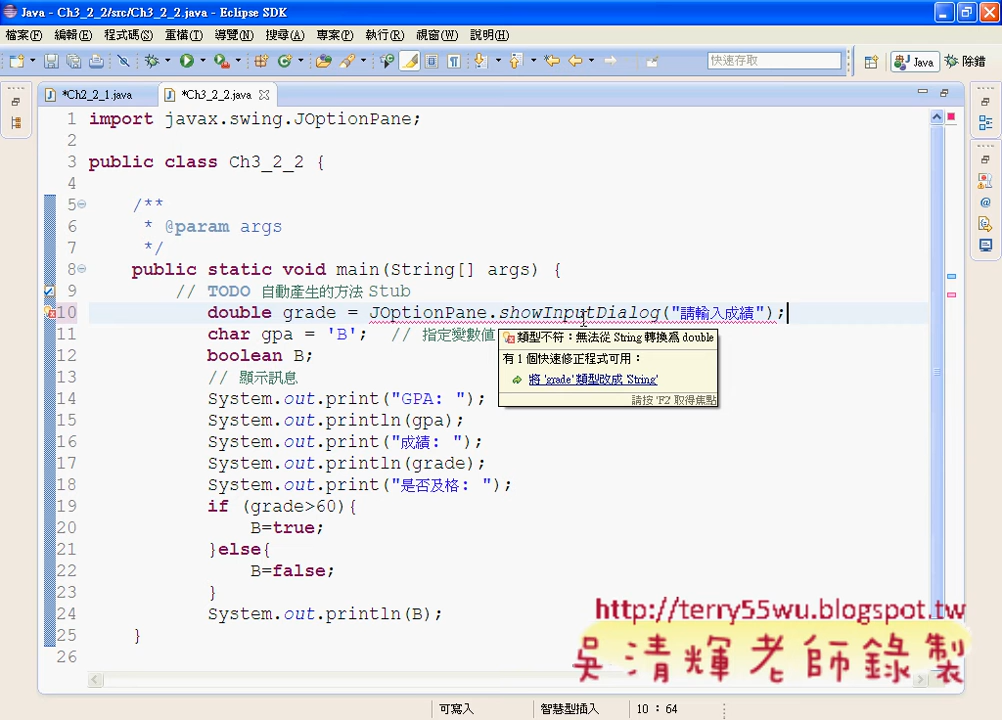 Java - Ch3_2_2/src/Ch3_2_2.java - Eclipse SDK
檔案(F) 編輯(E) 程式碼(S) 重構(T) 導覽(N) 搜尋(A) 專案(P) 執行(R) 視窗(W) 說明(H)
快速存取 Java 除錯
*Ch2_2_1.java *Ch3_2_2.java
1 import javax.swing.JOptionPane;
2
3 public class Ch3_2_2 {
4
5 /**
6 * @param args
7 */
8 public static void main(String[] args) {
9 // TODO 自動產生的方法 Stub
10 double grade = JOptionPane.showInputDialog("請輸入成績");
11 char gpa = 'B'; // 指定變數值
類型不符：無法從 String 轉換為 double
12 boolean B;
有 1 個快速修正程式可用：
13 // 顯示訊息
將 'grade' 類型改成 'String'
14 System.out.print("GPA: ");
請按 'F2' 取得焦點
15 System.out.println(gpa);
16 System.out.print("成績: ");
17 System.out.println(grade);
18 System.out.print("是否及格: ");
19 if (grade>60){
20 B=true;
21 }else{
22 B=false;
23 }
24 System.out.println(B);
25 }
26
http://terry55wu.blogspot.tw
吳清輝老師錄製
可寫入 智慧型插入 10 : 64